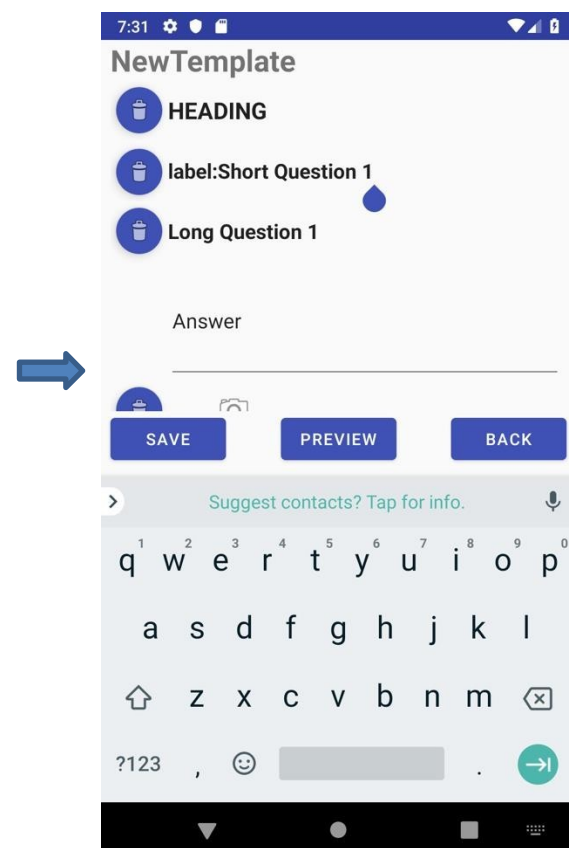 7:31
NewTemplate
HEADING
label:Short Question 1
Long Question 1
Answer
SAVE PREVIEW BACK
Suggest contacts? Tap for info.
1 2 3 4 5 6 7 8 9 0
q w e r t y u i o p
a s d f g h j k l
z x c v b n m
?123 , .